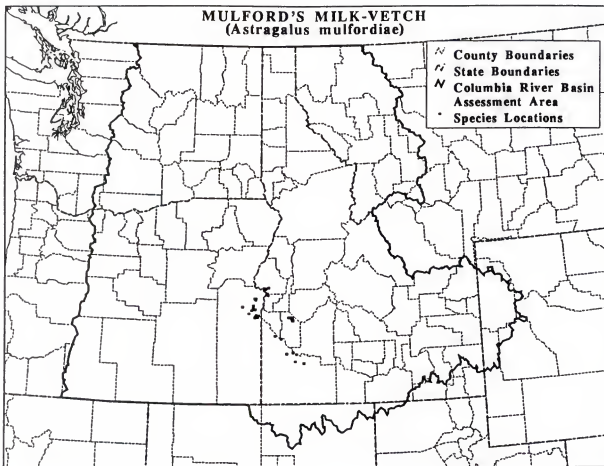 MULFORD'S MILK-VETCH
(Astragalus mulfordiae)
County Boundaries
State Boundaries
Columbia River Basin
Assessment Area
Species Locations